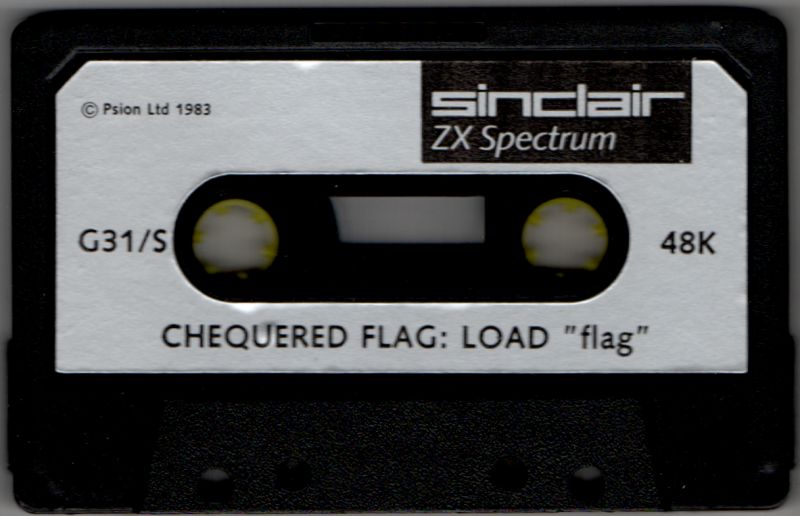 © Psion Ltd 1983
sinclair
ZX Spectrum
G31/S
48K
CHEQUERED FLAG: LOAD "flag"